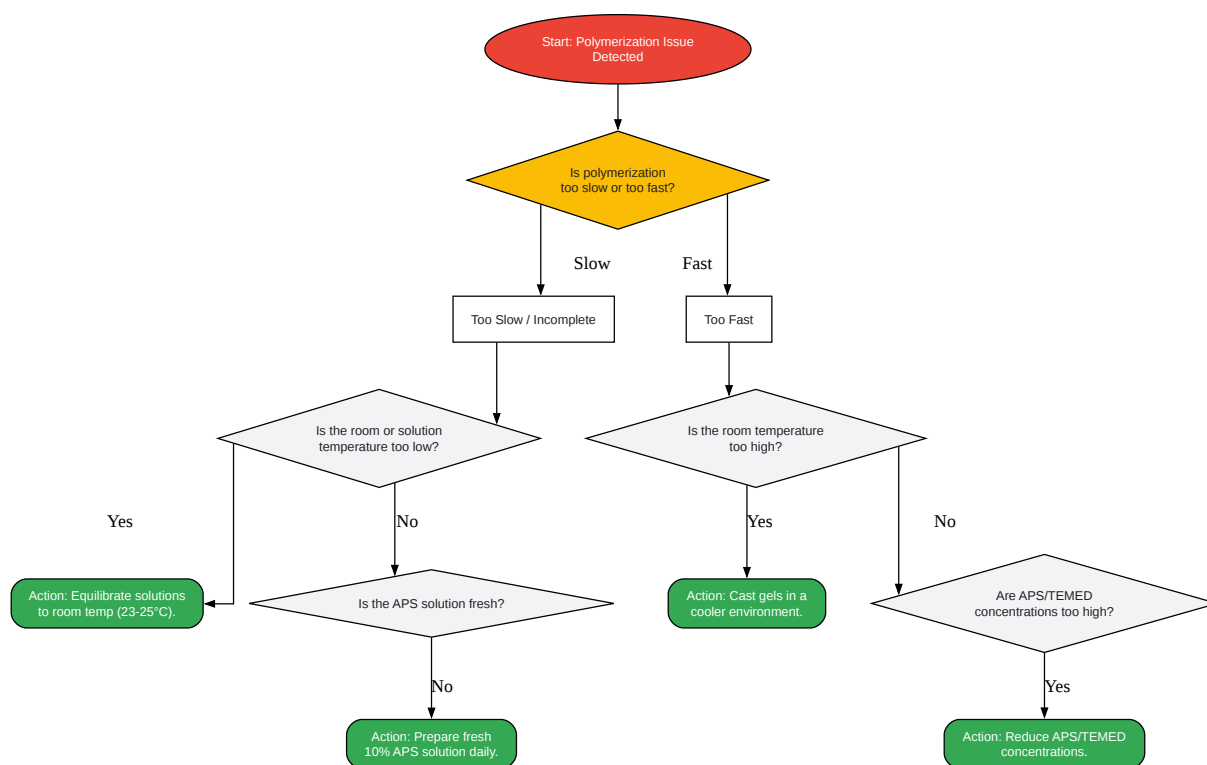 Start: Polymerization Issue
Detected
Is polymerization
too slow or too fast?
Slow
Fast
Too Slow / Incomplete
Too Fast
Is the room or solution
temperature too low?
Is the room temperature
too high?
Yes
No
Yes
No
Action: Equilibrate solutions
to room temp (23-25°C).
Is the APS solution fresh?
Action: Cast gels in a
cooler environment.
Are APS/TEMED
concentrations too high?
No
Yes
Action: Prepare fresh
10% APS solution daily.
Action: Reduce APS/TEMED
concentrations.